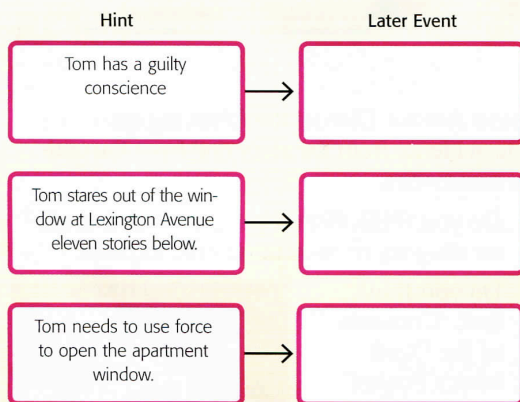 Hint
Later Event
Tom has a guilty
conscience
Tom stares out of the win-
dow at Lexington Avenue
eleven stories below.
Tom needs to use force
to open the apartment
window.